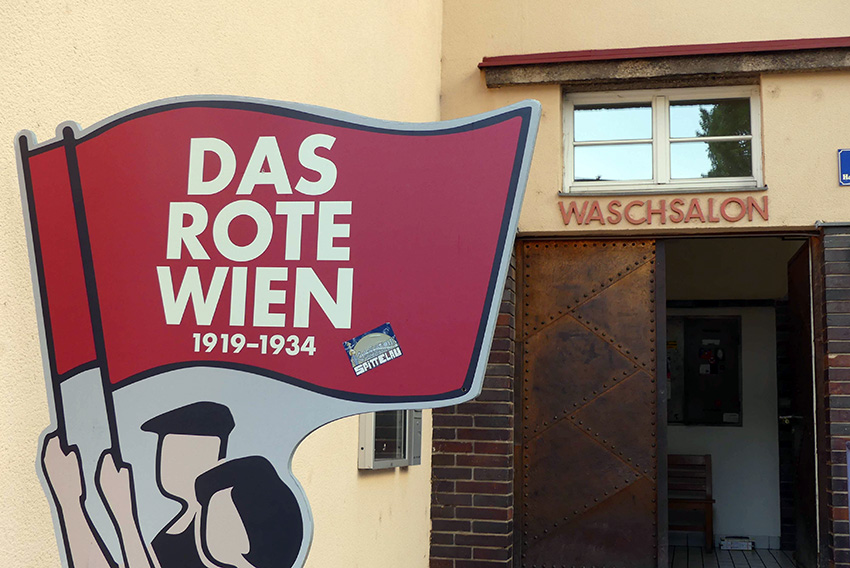 DAS
ROTE
WIEN
1919–1934
SPITTELAU
WASCHSALON